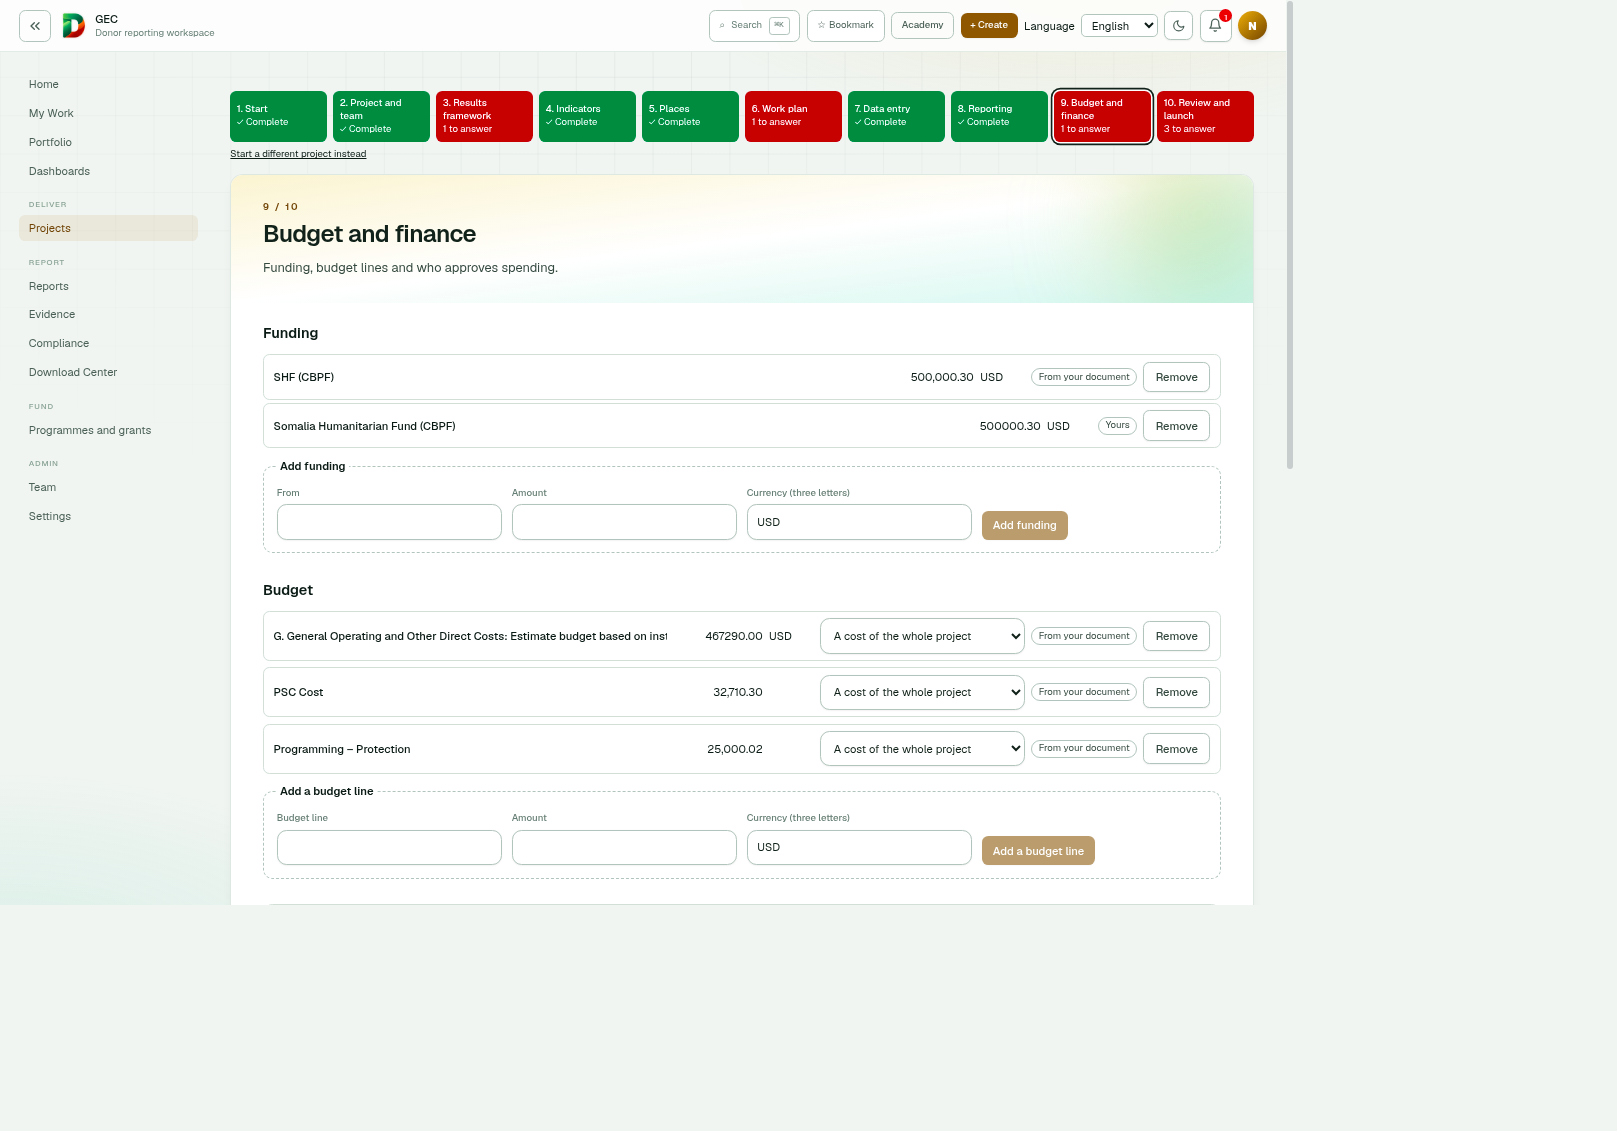 GEC
Donor reporting workspace
Search ⌘K
☆ Bookmark
Academy
+ Create
Language
English
1
N
Home
My Work
Portfolio
Dashboards
DELIVER
Projects
REPORT
Reports
Evidence
Compliance
Download Center
FUND
Programmes and grants
ADMIN
Team
Settings
1. Start
✓ Complete
2. Project and
team
✓ Complete
3. Results
framework
1 to answer
4. Indicators
✓ Complete
5. Places
✓ Complete
6. Work plan
1 to answer
7. Data entry
✓ Complete
8. Reporting
✓ Complete
9. Budget and
finance
1 to answer
10. Review and
launch
3 to answer
Start a different project instead
9 / 10
Budget and finance
Funding, budget lines and who approves spending.
Funding
SHF (CBPF) 500,000.30 USD From your document Remove
Somalia Humanitarian Fund (CBPF) 500000.30 USD Yours Remove
Add funding
From Amount Currency (three letters)
USD Add funding
Budget
G. General Operating and Other Direct Costs: Estimate budget based on inst 467290.00 USD A cost of the whole project From your document Remove
PSC Cost 32,710.30 A cost of the whole project From your document Remove
Programming – Protection 25,000.02 A cost of the whole project From your document Remove
Add a budget line
Budget line Amount Currency (three letters)
USD Add a budget line